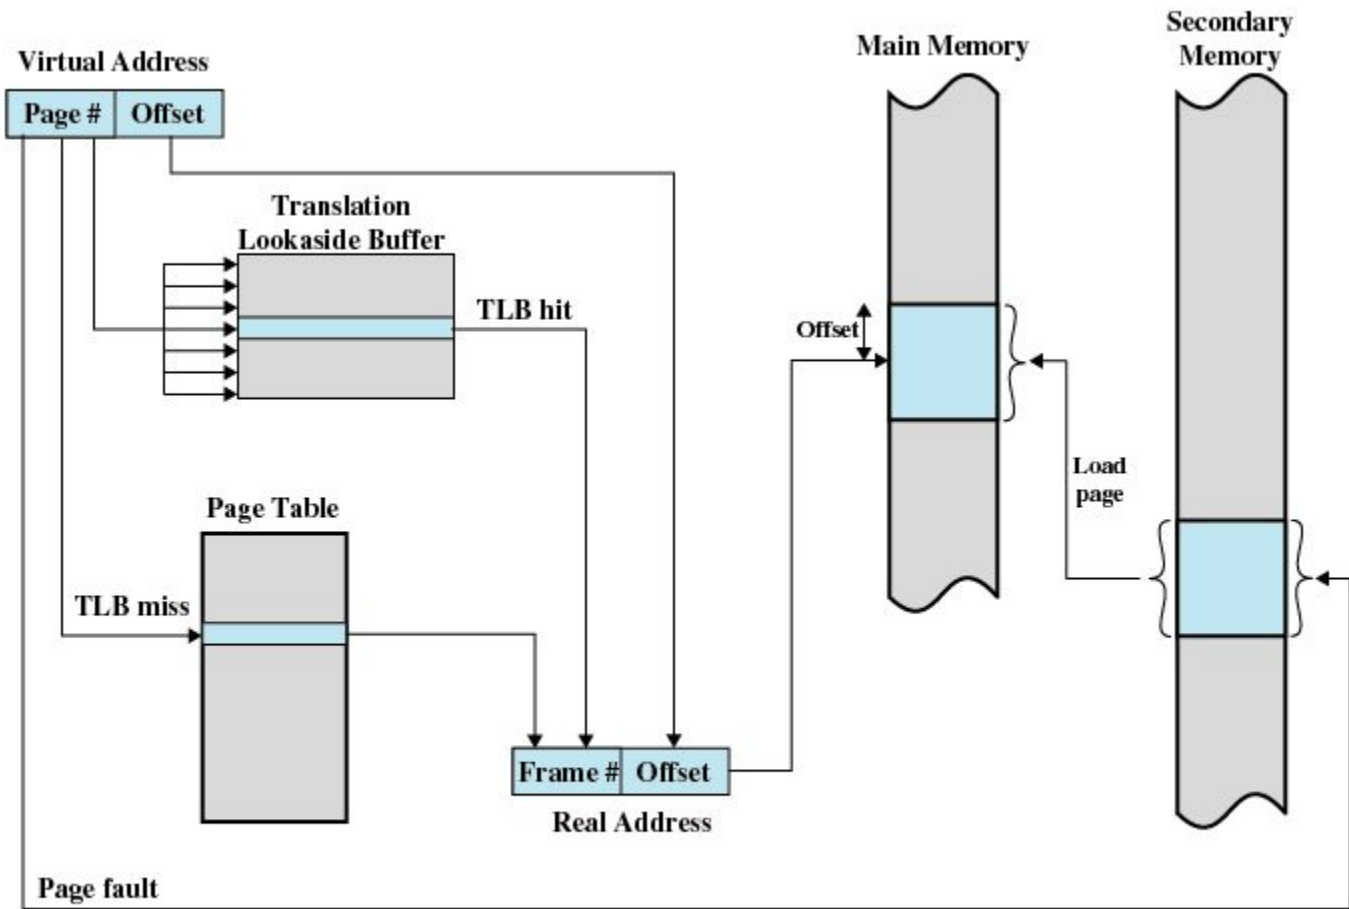 Virtual Address
Page #
Offset
Translation
Lookaside Buffer
TLB hit
Page Table
TLB miss
Frame #
Offset
Real Address
Page fault
Main Memory
Offset
Load
page
Secondary
Memory